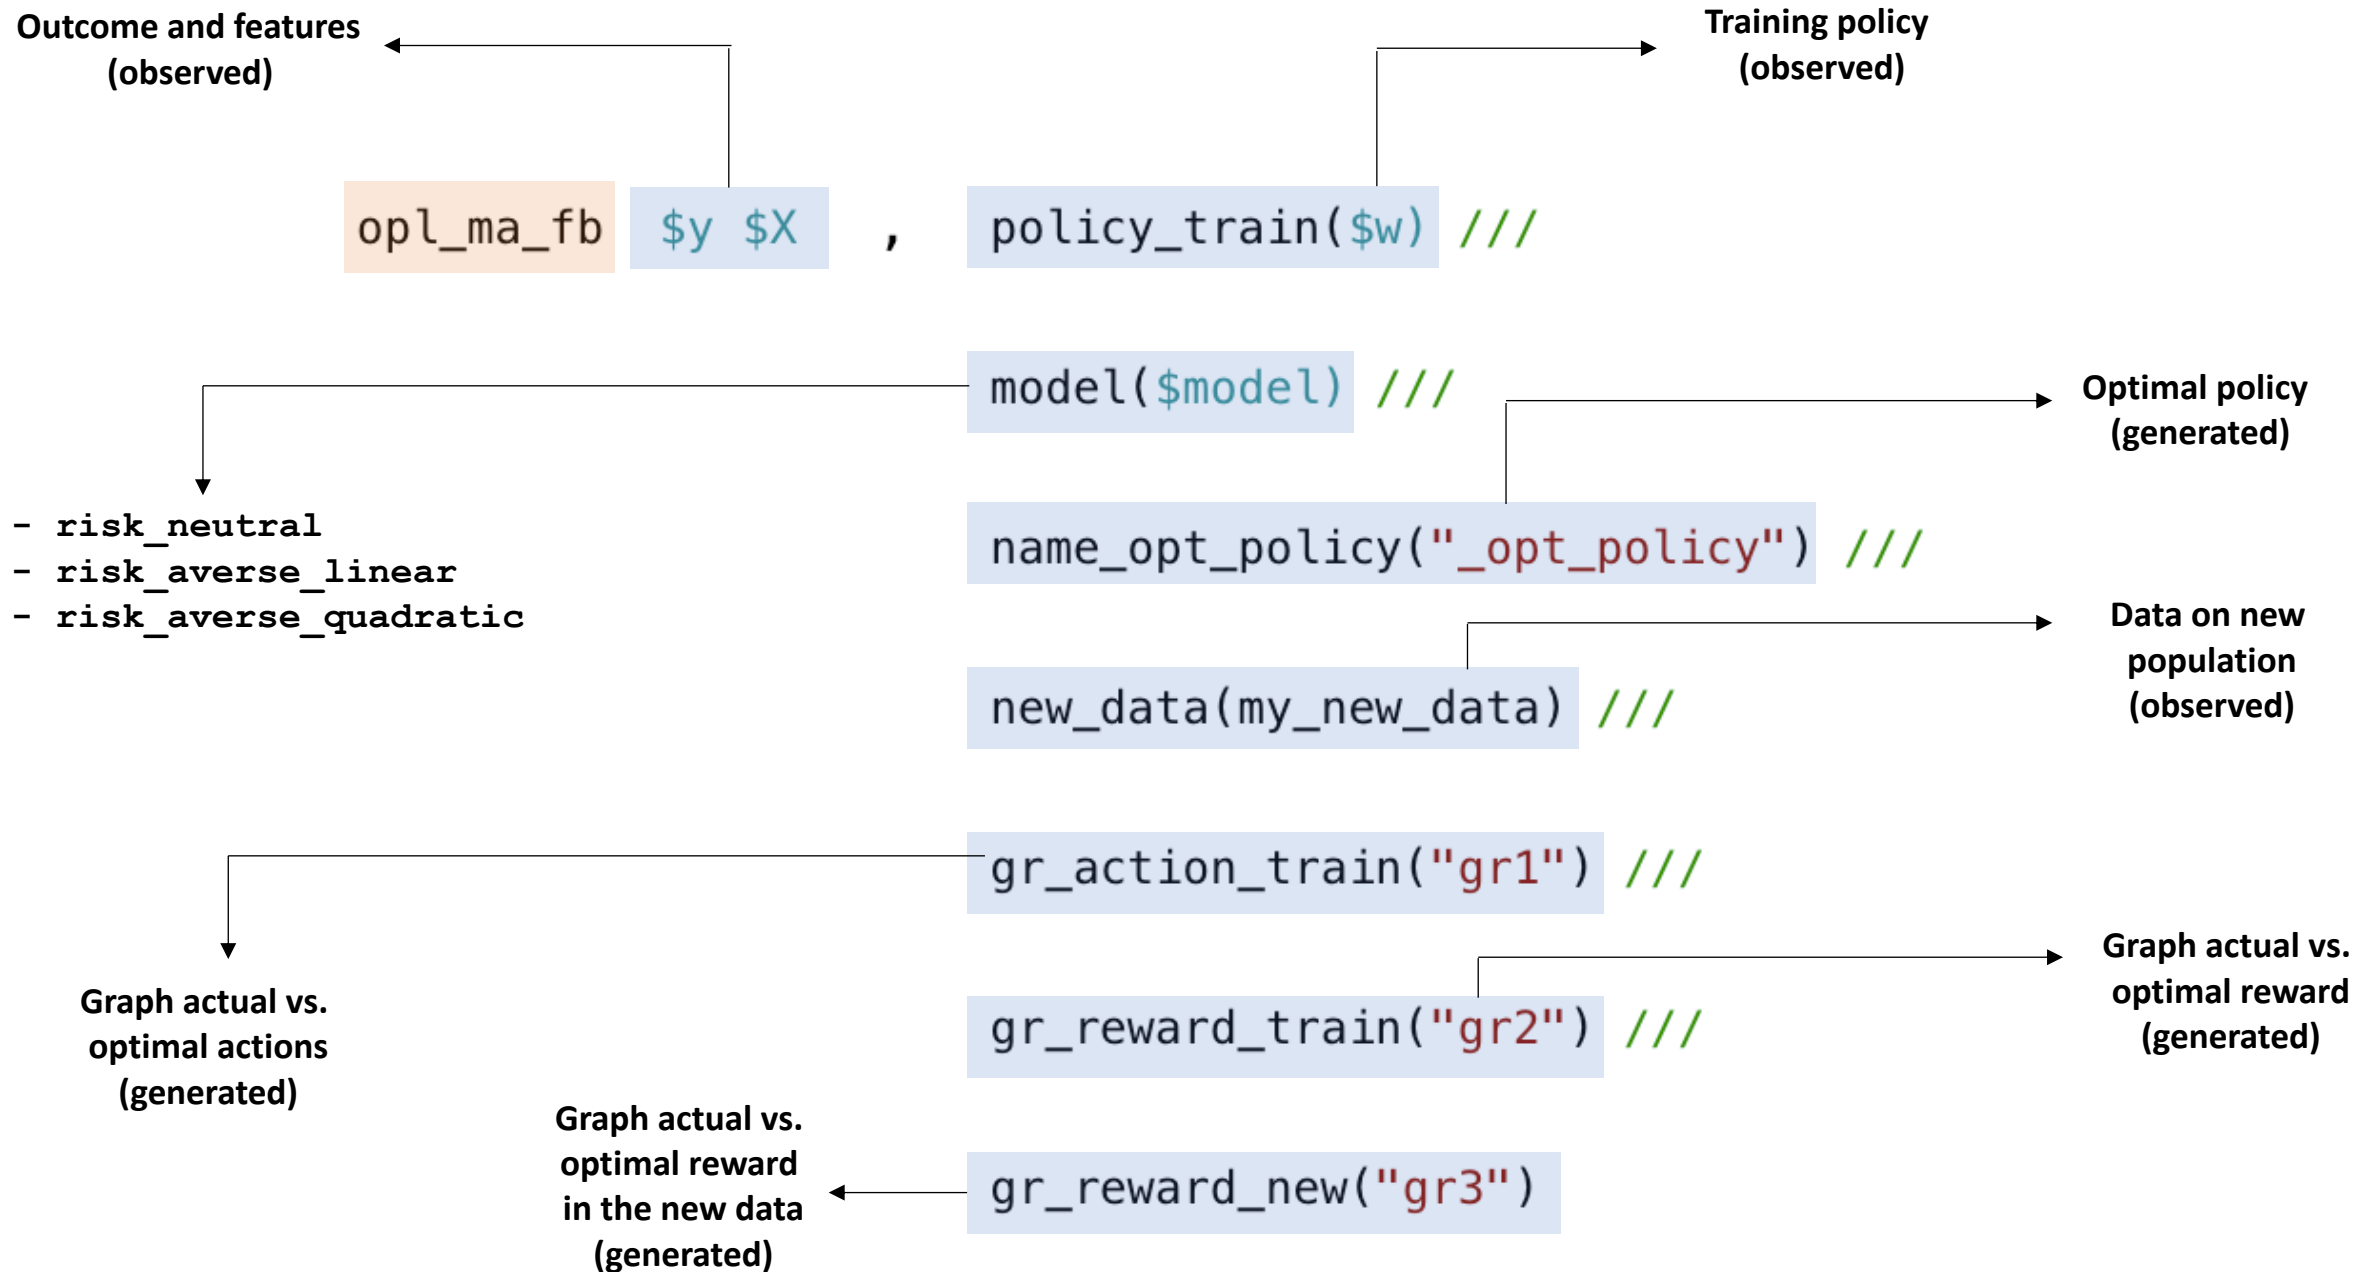 Outcome and features
(observed)
Training policy
(observed)
opl_ma_fb $y $X , policy_train($w) ///
model($model) ///
Optimal policy
(generated)
- risk_neutral
- risk_averse_linear
- risk_averse_quadratic
name_opt_policy("_opt_policy") ///
Data on new
population
(observed)
new_data(my_new_data) ///
gr_action_train("gr1") ///
Graph actual vs.
optimal actions
(generated)
Graph actual vs.
optimal reward
(generated)
gr_reward_train("gr2") ///
Graph actual vs.
optimal reward
in the new data
(generated)
gr_reward_new("gr3")